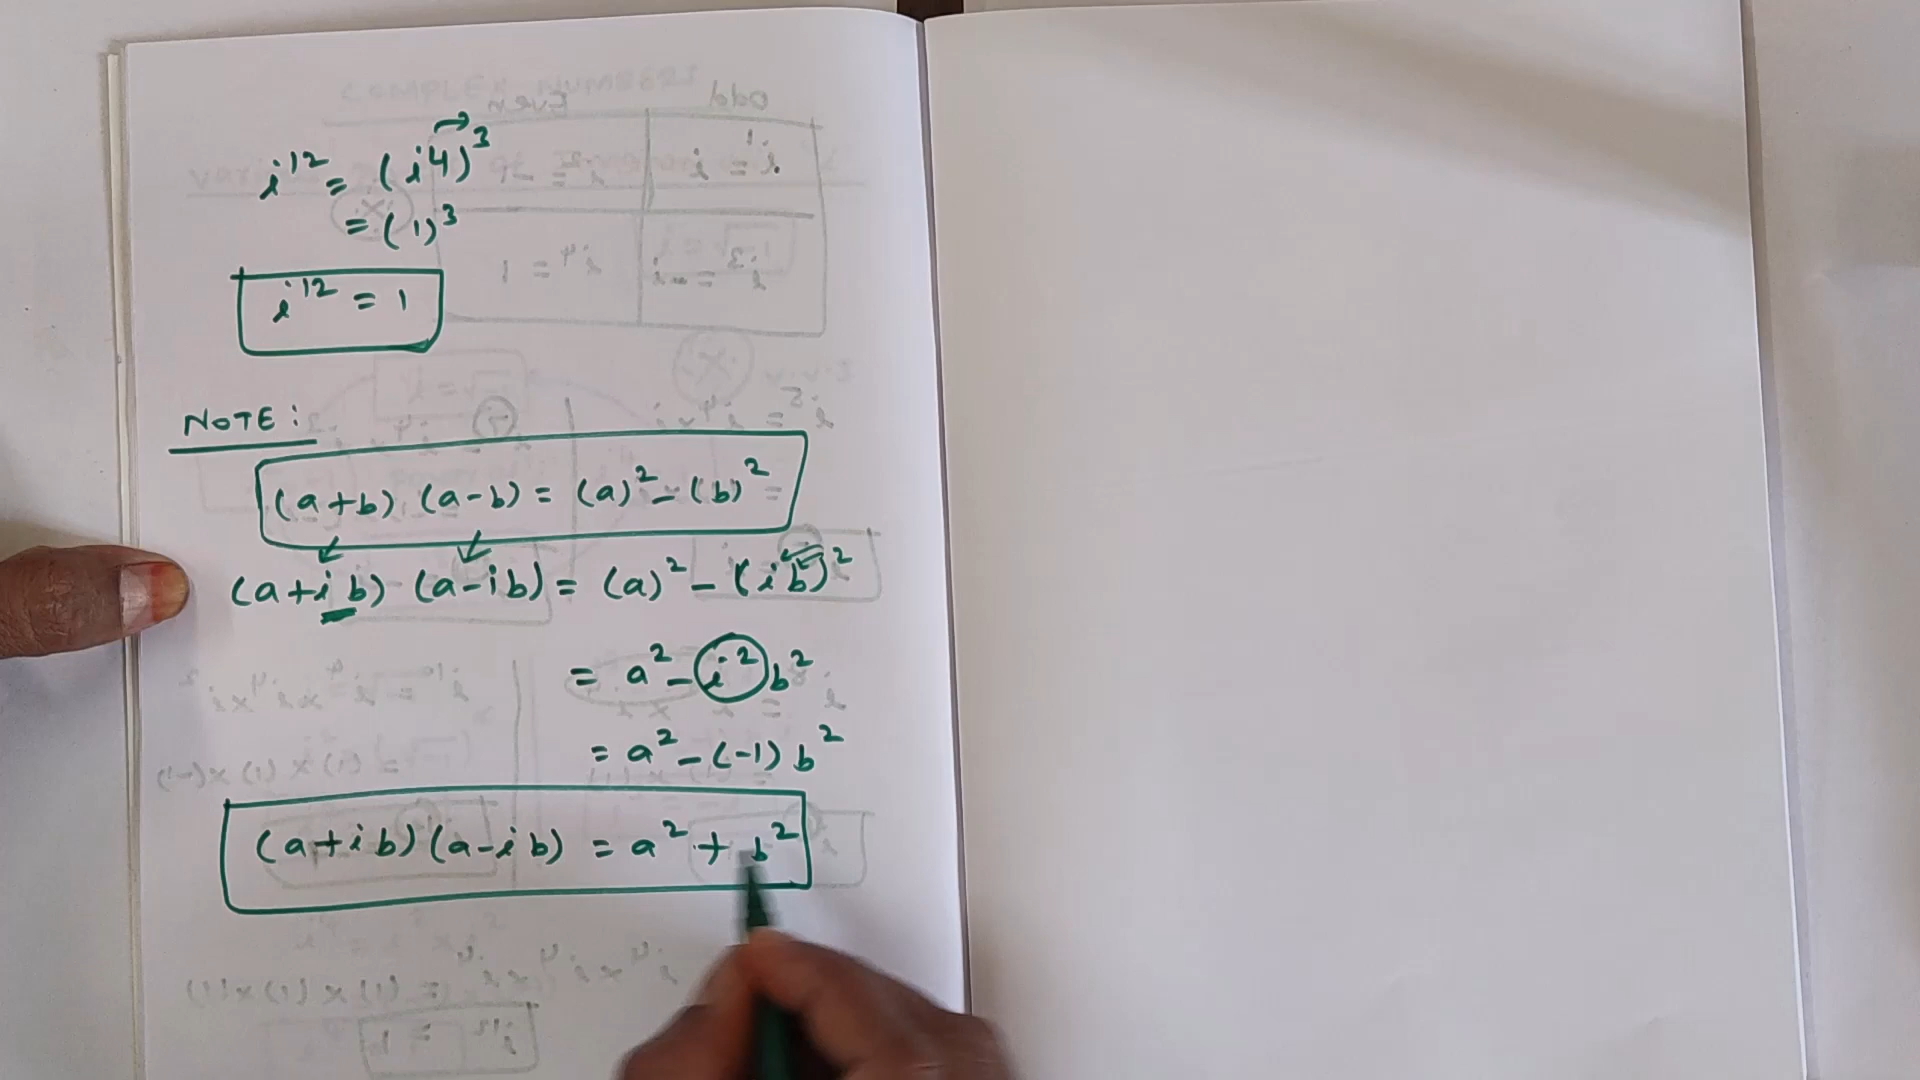 i¹² = (i⁴)³
= (1)³
i¹² = 1
NOTE:
(a+b) (a-b) = (a)² - (b)²
(a+ib) · (a-ib) = (a)² - (ib)²
= a² - i² b²
= a² - (-1) b²
(a+ib)(a-ib) = a² + b²